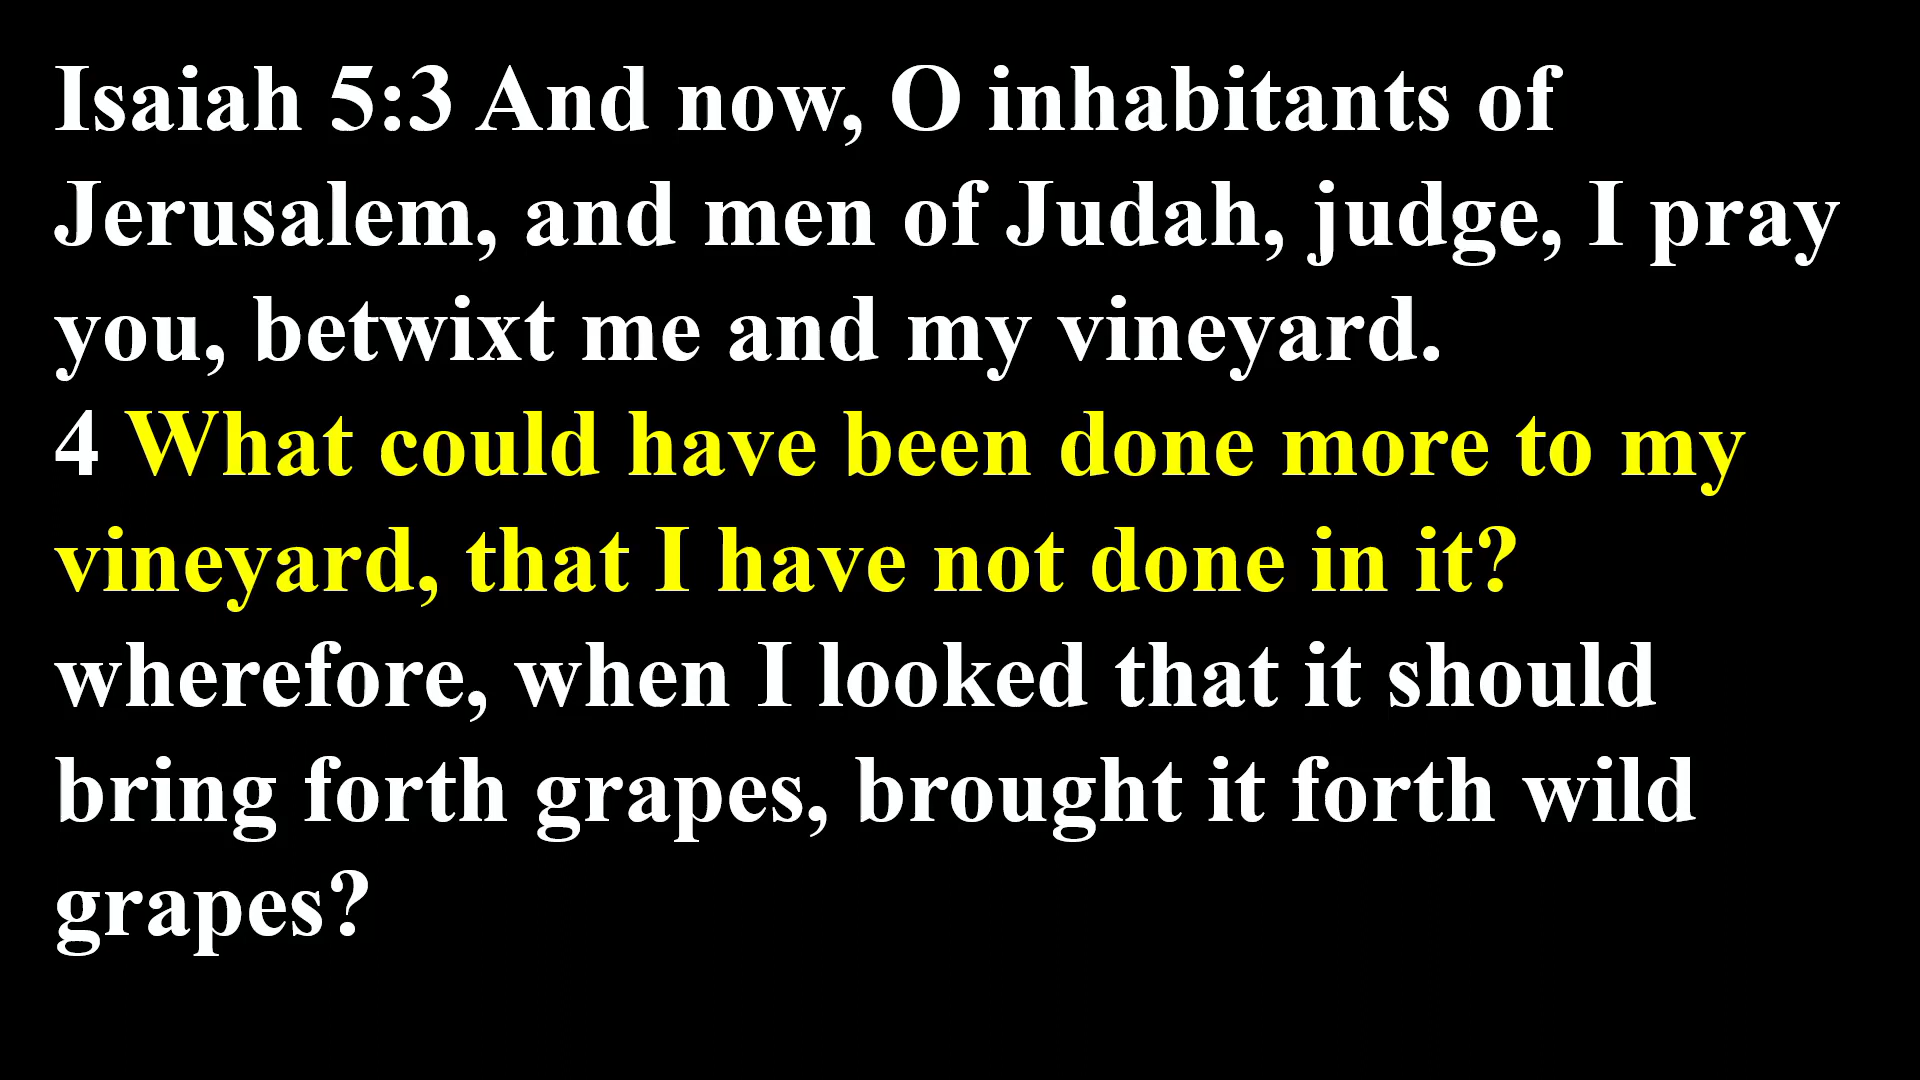 Isaiah 5:3 And now, O inhabitants of
Jerusalem, and men of Judah, judge, I pray
you, betwixt me and my vineyard.
4 What could have been done more to my
vineyard, that I have not done in it?
wherefore, when I looked that it should
bring forth grapes, brought it forth wild
grapes?